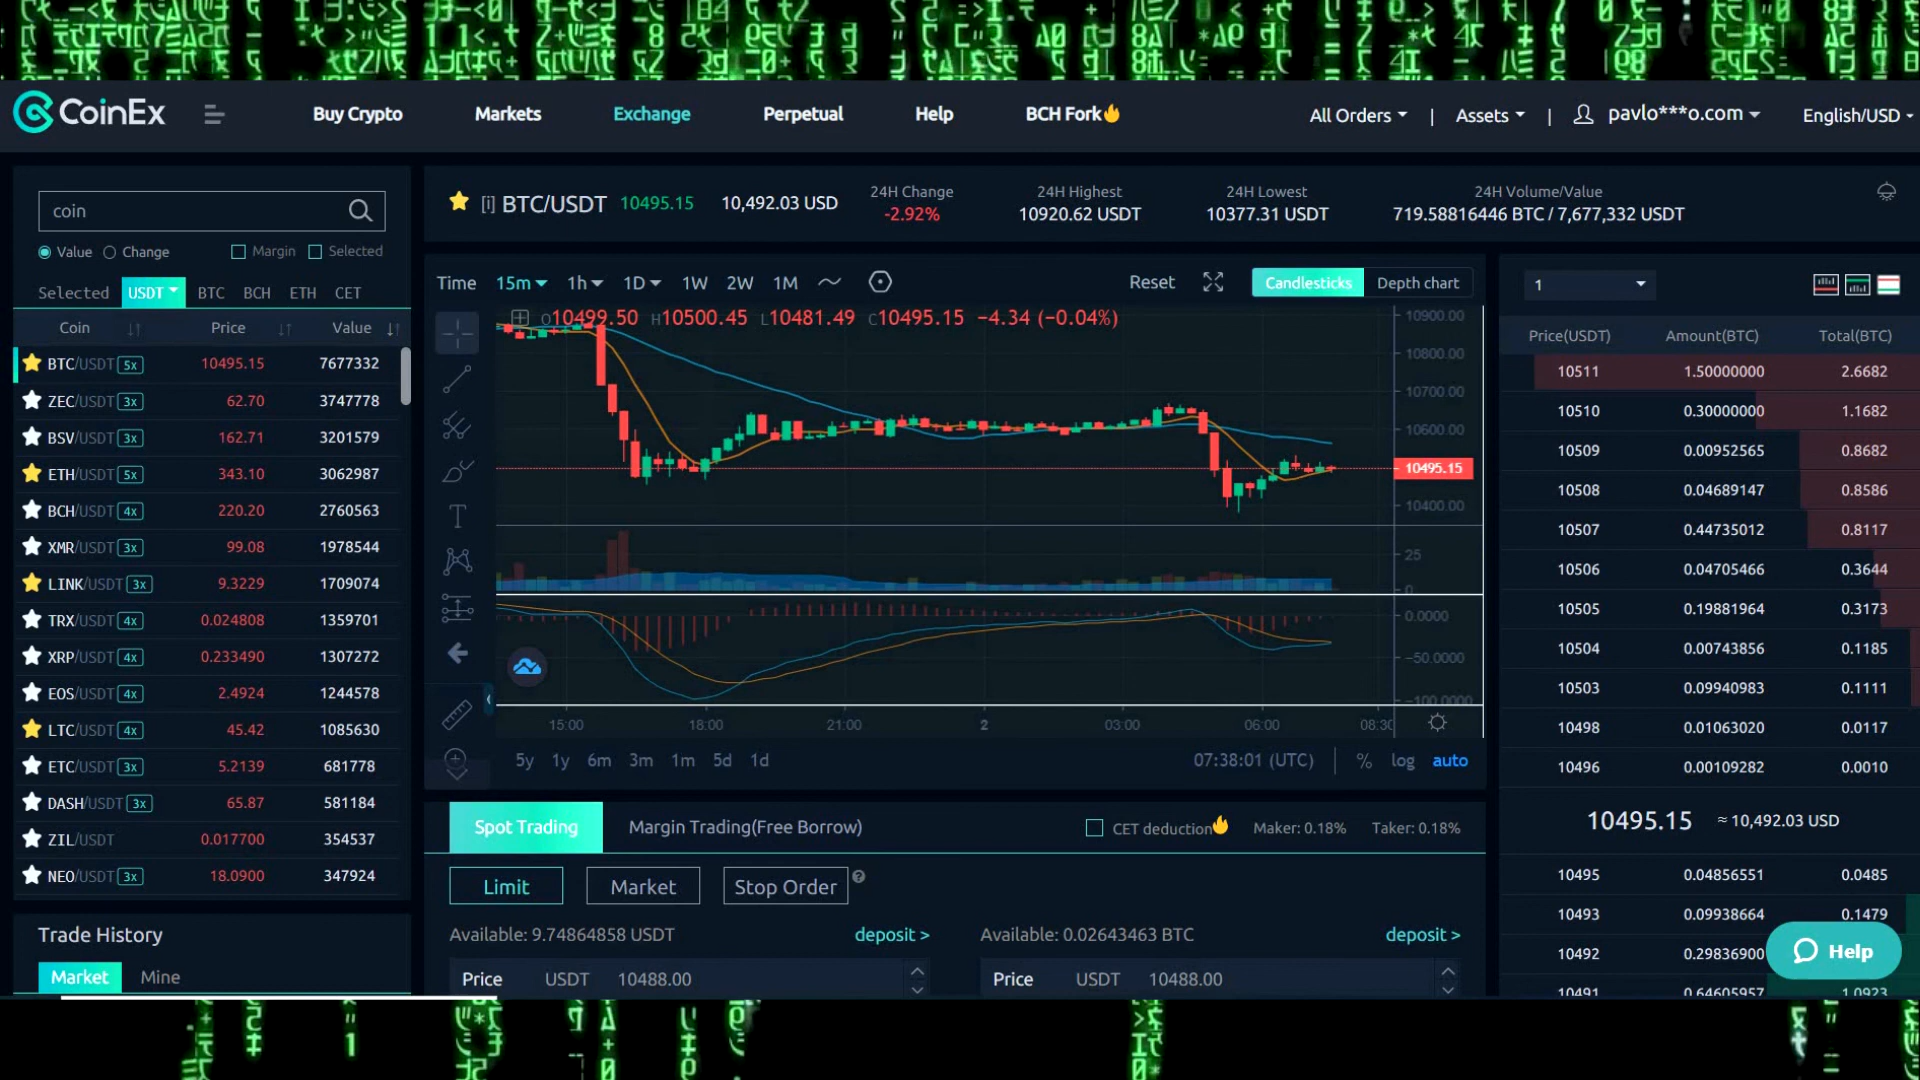 CoinEx
Buy Crypto Markets Exchange Perpetual Help BCH Fork🔥
All Orders | Assets | pavlo***o.com English/USD
coin
Value Change Margin Selected
Selected USDT BTC BCH ETH CET
Coin Price Value
BTC/USDT 5x 10495.15 7677332
ZEC/USDT 3x 62.70 3747778
BSV/USDT 3x 162.71 3201579
ETH/USDT 5x 343.10 3062987
BCH/USDT 4x 220.20 2760563
XMR/USDT 3x 99.08 1978544
LINK/USDT 3x 9.3229 1709074
TRX/USDT 4x 0.024808 1359701
XRP/USDT 4x 0.233490 1307272
EOS/USDT 4x 2.4924 1244578
LTC/USDT 4x 45.42 1085630
ETC/USDT 3x 5.2139 681778
DASH/USDT 3x 65.87 581184
ZIL/USDT 0.017700 354537
NEO/USDT 3x 18.0900 347924
Trade History
Market Mine
[i] BTC/USDT 10495.15 10,492.03 USD
24H Change
-2.92%
24H Highest
10920.62 USDT
24H Lowest
10377.31 USDT
24H Volume/Value
719.58816446 BTC / 7,677,332 USDT
Time 15m 1h 1D 1W 2W 1M Reset Candlesticks Depth chart
O10499.50 H10500.45 L10481.49 C10495.15 −4.34 (−0.04%)
10900.00
10800.00
10700.00
10600.00
10495.15
10400.00
25
0
0.0000
−50.0000
−100.0000
15:00 18:00 21:00 2 03:00 06:00 08:30
5y 1y 6m 3m 1m 5d 1d 07:38:01 (UTC) % log auto
Spot Trading Margin Trading(Free Borrow) CET deduction🔥 Maker: 0.18% Taker: 0.18%
Limit Market Stop Order ?
Available: 9.74864858 USDT deposit >
Price USDT 10488.00
Available: 0.02643463 BTC deposit >
Price USDT 10488.00
1
Price(USDT) Amount(BTC) Total(BTC)
10511 1.50000000 2.6682
10510 0.30000000 1.1682
10509 0.00952565 0.8682
10508 0.04689147 0.8586
10507 0.44735012 0.8117
10506 0.04705466 0.3644
10505 0.19881964 0.3173
10504 0.00743856 0.1185
10503 0.09940983 0.1111
10498 0.01063020 0.0117
10496 0.00109282 0.0010
10495.15 ≈ 10,492.03 USD
10495 0.04856551 0.0485
10493 0.09938664 0.1479
10492 0.29836900
10491 0.64605957 1.0923
Help